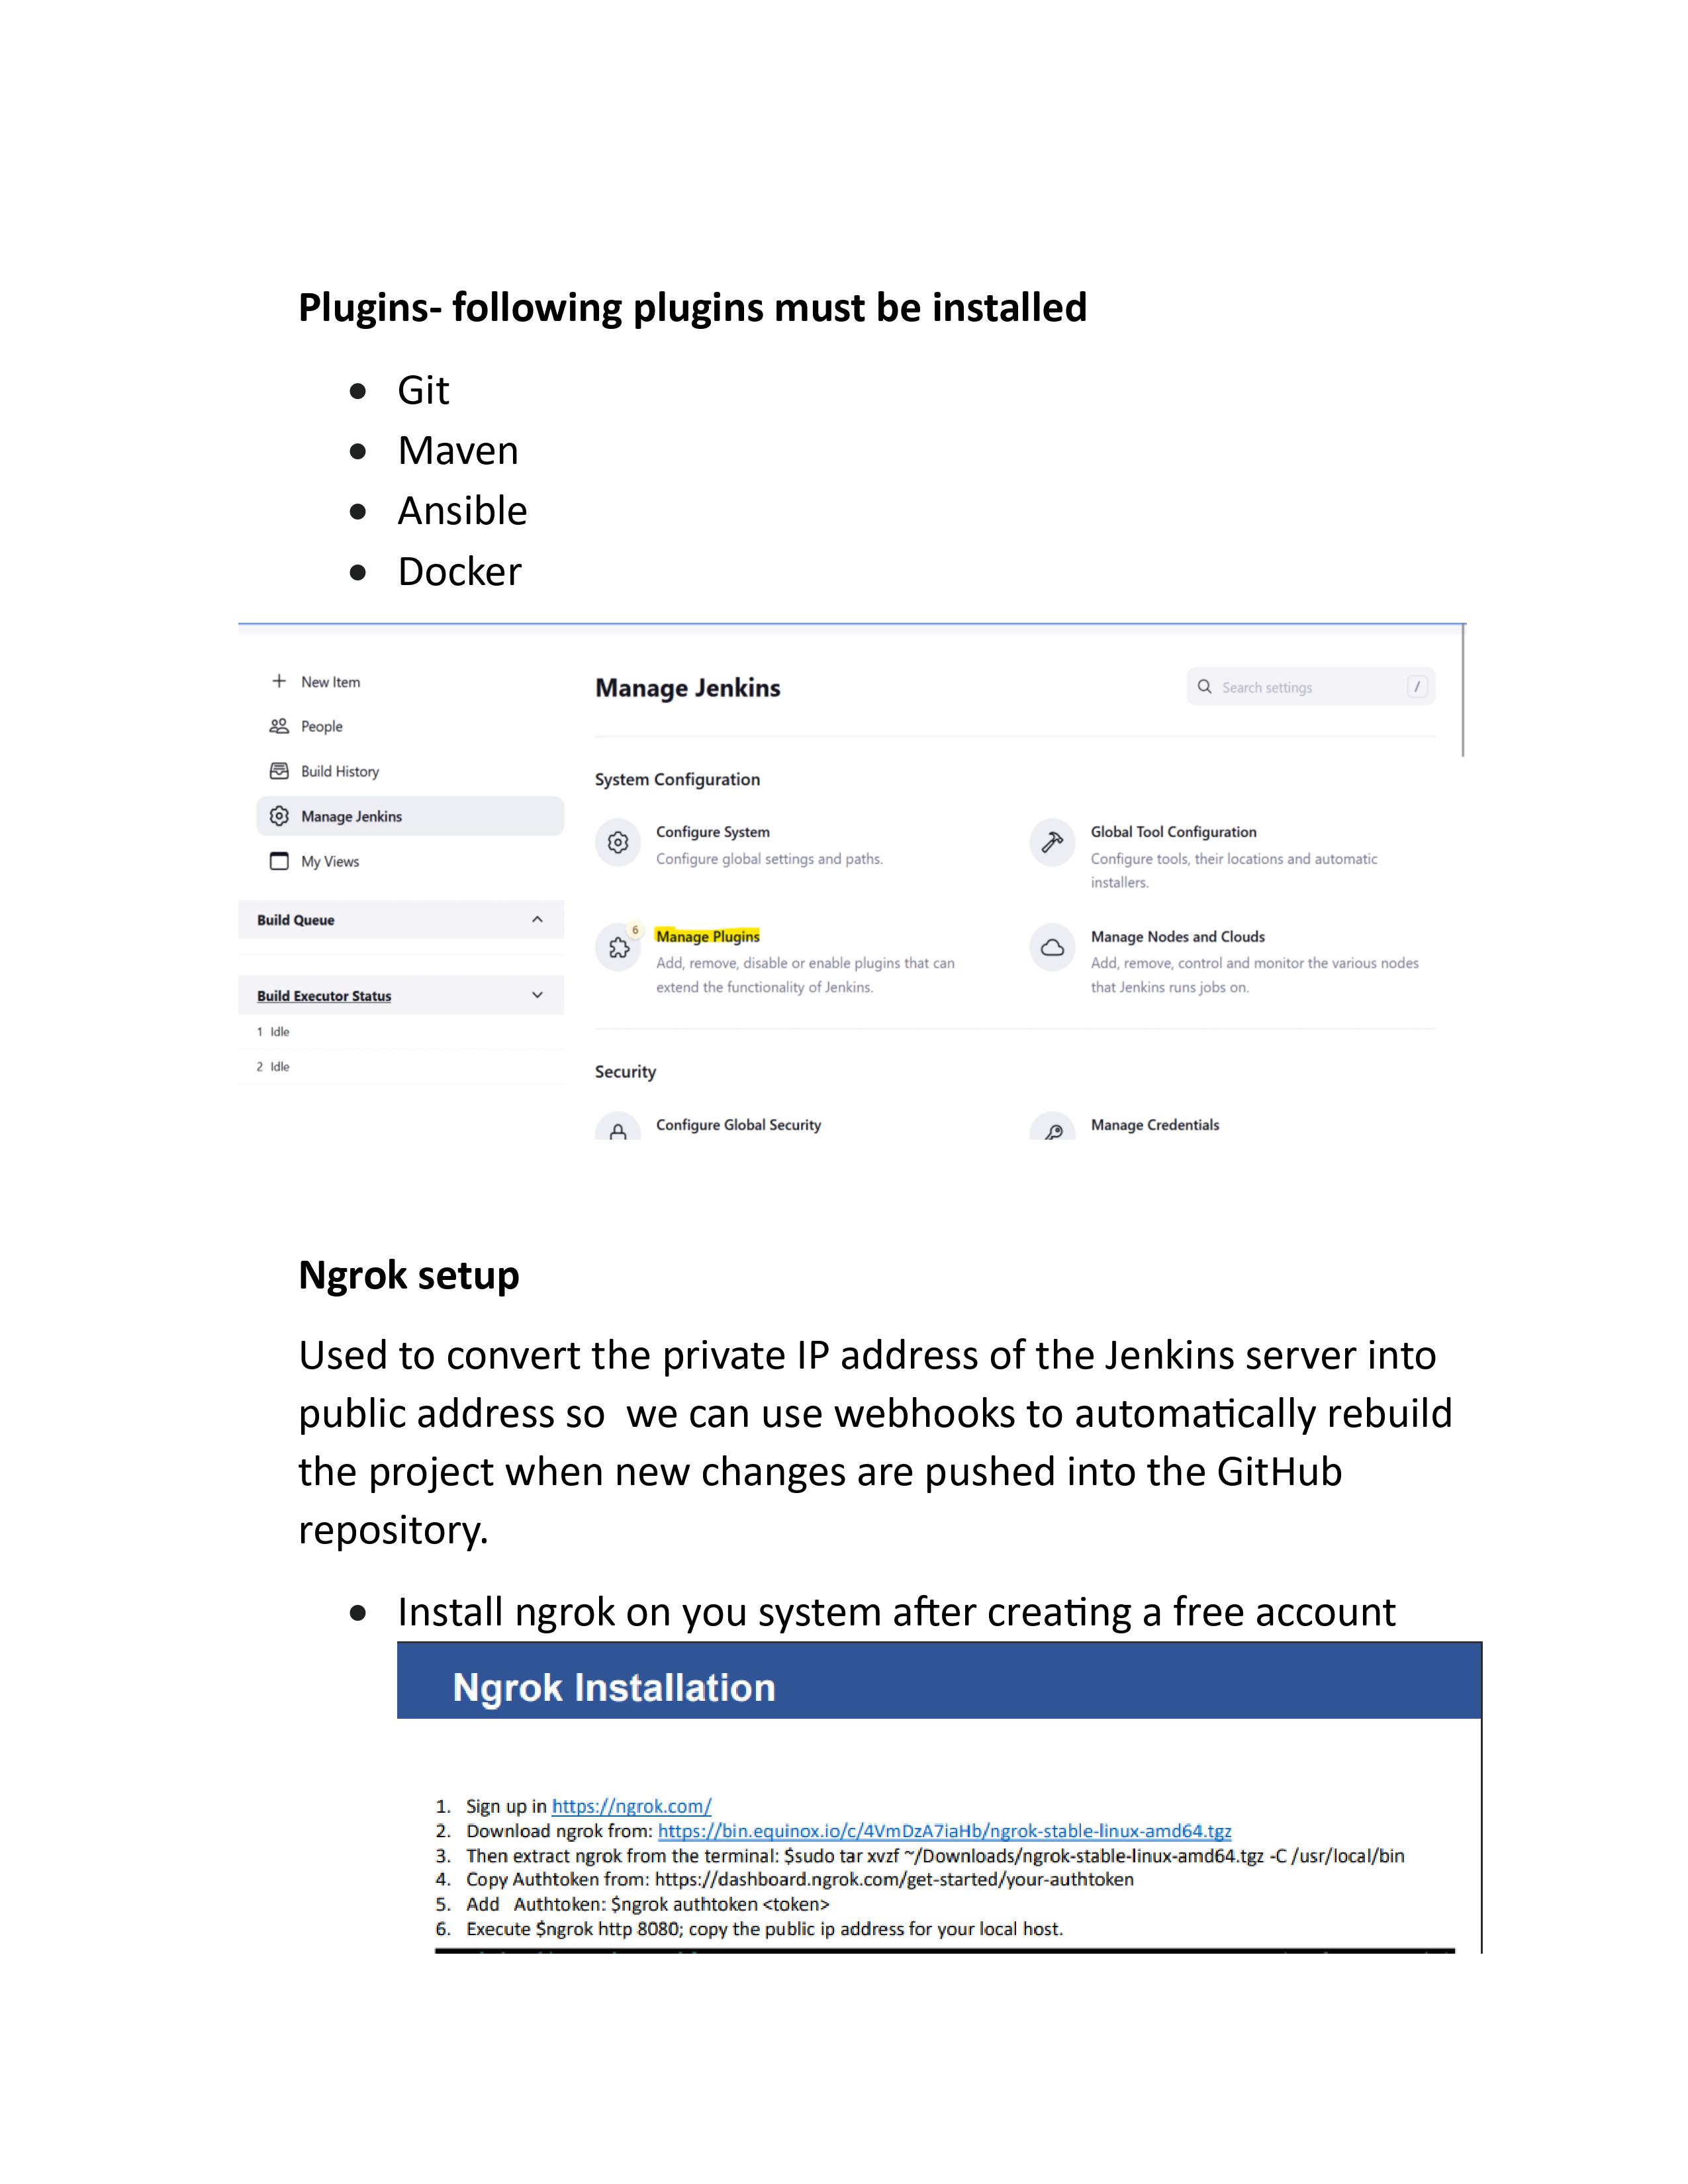 Plugins- following plugins must be installed
● Git
● Maven
● Ansible
● Docker
New Item
People
Build History
Manage Jenkins
My Views
Build Queue
Build Executor Status
1 Idle
2 Idle
Manage Jenkins
Search settings /
System Configuration
Configure System
Configure global settings and paths.
Global Tool Configuration
Configure tools, their locations and automatic
installers.
6
Manage Plugins
Add, remove, disable or enable plugins that can
extend the functionality of Jenkins.
Manage Nodes and Clouds
Add, remove, control and monitor the various nodes
that Jenkins runs jobs on.
Security
Configure Global Security
Manage Credentials
Ngrok setup
Used to convert the private IP address of the Jenkins server into
public address so  we can use webhooks to automatically rebuild
the project when new changes are pushed into the GitHub
repository.
● Install ngrok on you system after creating a free account
Ngrok Installation
1. Sign up in https://ngrok.com/
2. Download ngrok from: https://bin.equinox.io/c/4VmDzA7iaHb/ngrok-stable-linux-amd64.tgz
3. Then extract ngrok from the terminal: $sudo tar xvzf ~/Downloads/ngrok-stable-linux-amd64.tgz -C /usr/local/bin
4. Copy Authtoken from: https://dashboard.ngrok.com/get-started/your-authtoken
5. Add  Authtoken: $ngrok authtoken <token>
6. Execute $ngrok http 8080; copy the public ip address for your local host.